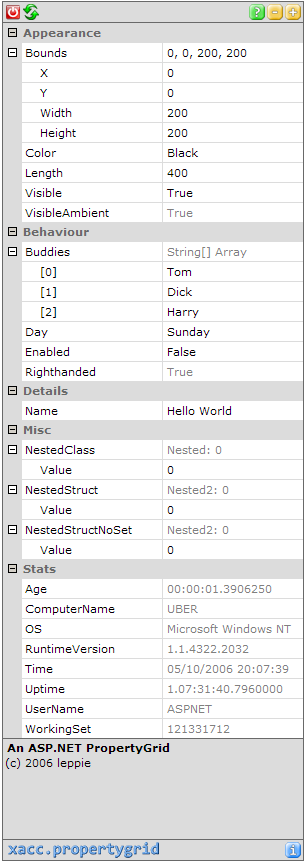 Appearance
Bounds 0, 0, 200, 200
X 0
Y 0
Width 200
Height 200
Color Black
Length 400
Visible True
VisibleAmbient True
Behaviour
Buddies String[] Array
[0] Tom
[1] Dick
[2] Harry
Day Sunday
Enabled False
Righthanded True
Details
Name Hello World
Misc
NestedClass Nested: 0
Value 0
NestedStruct Nested2: 0
Value 0
NestedStructNoSet Nested2: 0
Value 0
Stats
Age 00:00:01.3906250
ComputerName UBER
OS Microsoft Windows NT
RuntimeVersion 1.1.4322.2032
Time 05/10/2006 20:07:39
Uptime 1.07:31:40.7960000
UserName ASPNET
WorkingSet 121331712
An ASP.NET PropertyGrid
(c) 2006 leppie
xacc.propertygrid